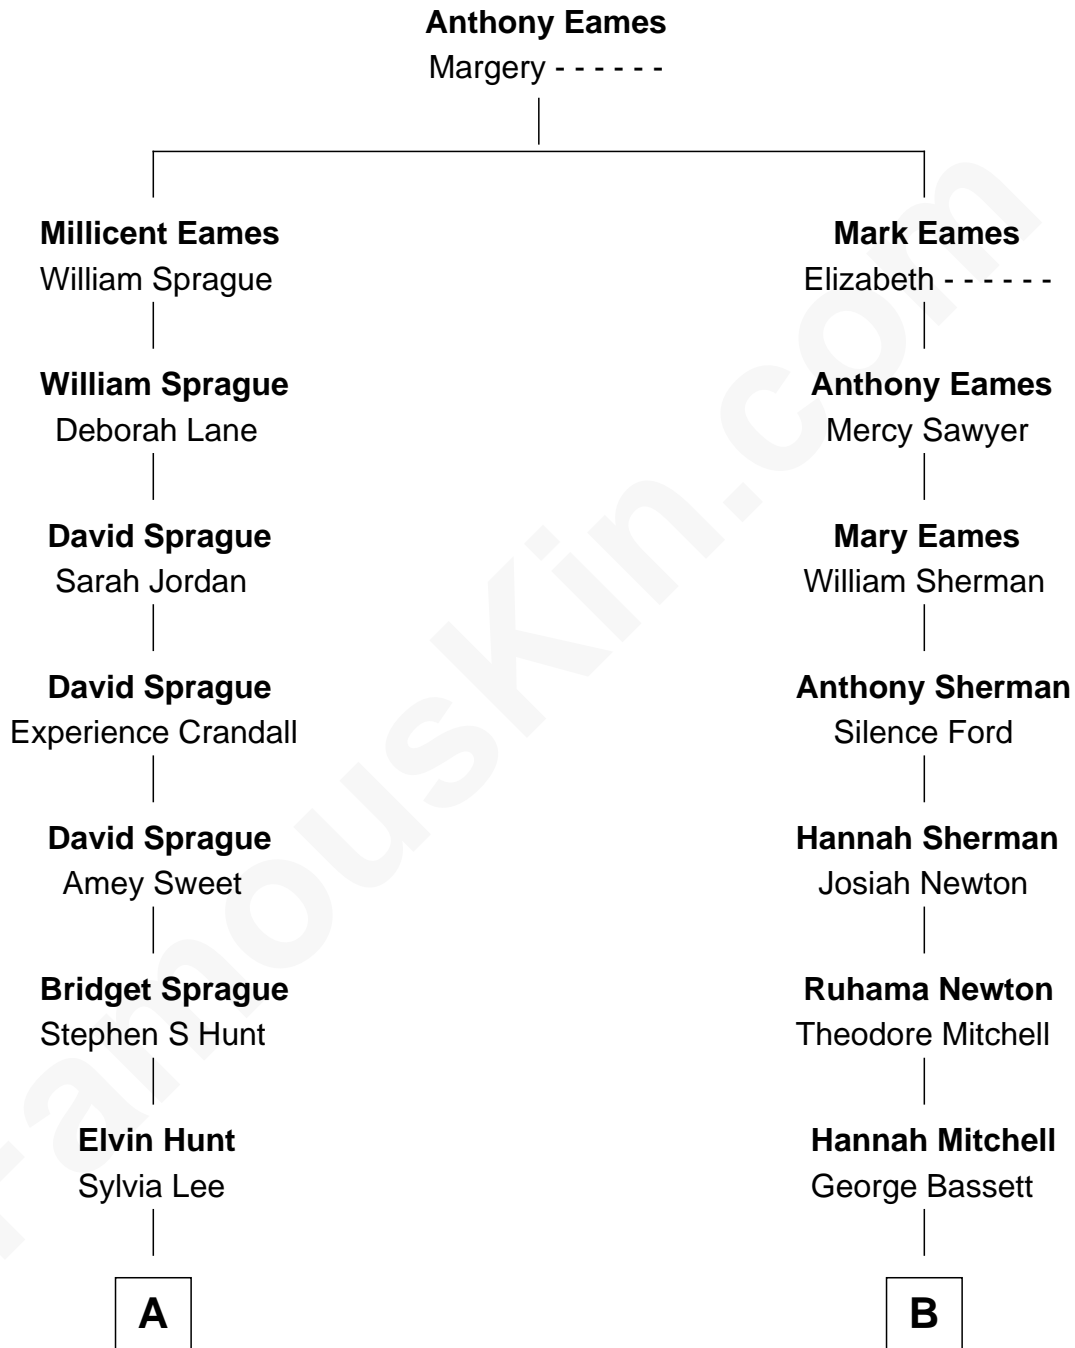 Anthony Eames
Margery - - - - - -
Millicent Eames
William Sprague
Mark Eames
Elizabeth - - - - - -
William Sprague
Deborah Lane
Anthony Eames
Mercy Sawyer
David Sprague
Sarah Jordan
Mary Eames
William Sherman
David Sprague
Experience Crandall
Anthony Sherman
Silence Ford
David Sprague
Amey Sweet
Hannah Sherman
Josiah Newton
Bridget Sprague
Stephen S Hunt
Ruhama Newton
Theodore Mitchell
Elvin Hunt
Sylvia Lee
Hannah Mitchell
George Bassett
A
B
FamousKin.com